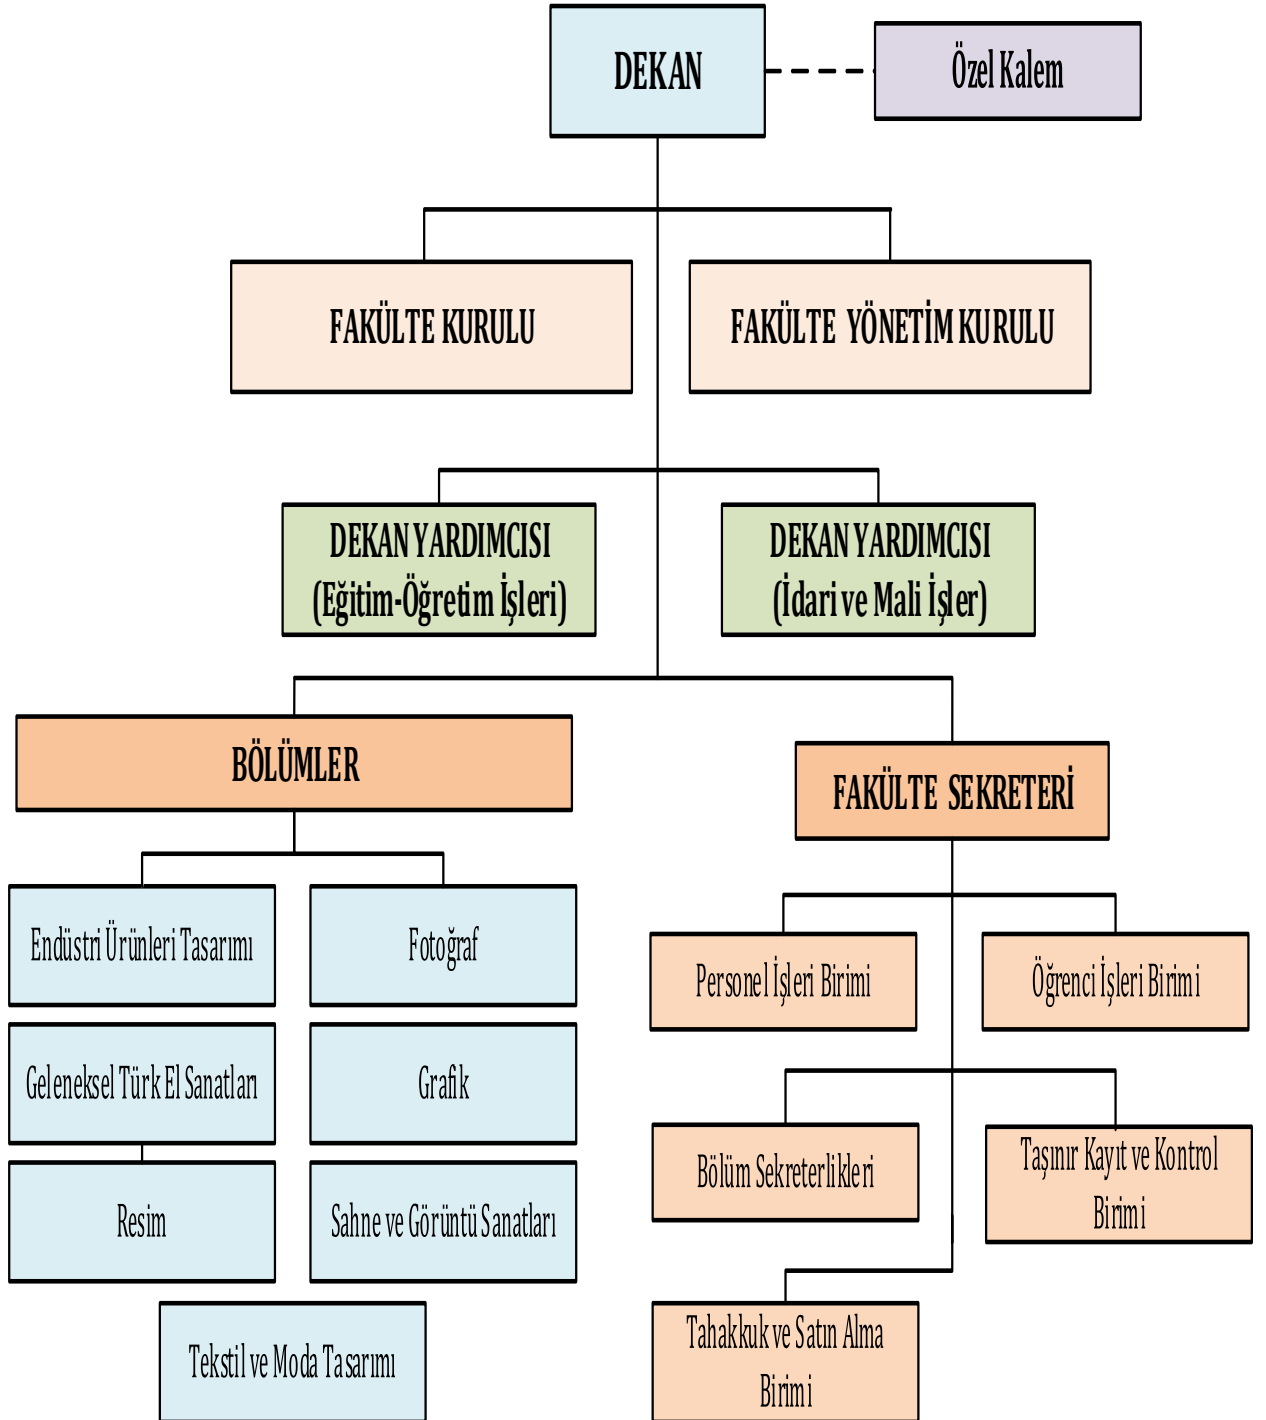 DEKAN
Özel Kalem
FAKÜLTE KURULU
FAKÜLTE YÖNETİM KURULU
DEKAN YARDIMCISI
(Eğitim-Öğretim İşleri)
DEKAN YARDIMCISI
(İdari ve Mali İşler)
BÖLÜMLER
FAKÜLTE SEKRETERİ
Endüstri Ürünleri Tasarımı
Fotoğraf
Personel İşleri Birimi
Öğrenci İşleri Birimi
Geleneksel Türk El Sanatları
Grafik
Bölüm Sekreterlikleri
Taşınır Kayıt ve Kontrol
Birimi
Resim
Sahne ve Görüntü Sanatları
Tekstil ve Moda Tasarımı
Tahakkuk ve Satın Alma
Birimi